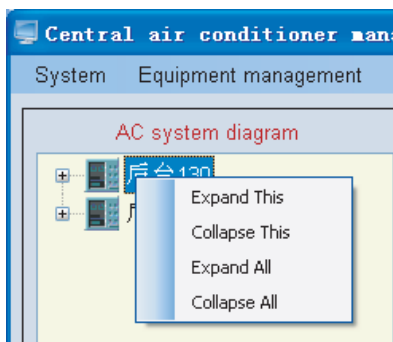 Central air conditioner
System Equipment management
AC system diagram
后台130
Expand This
Collapse This
Expand All
Collapse All